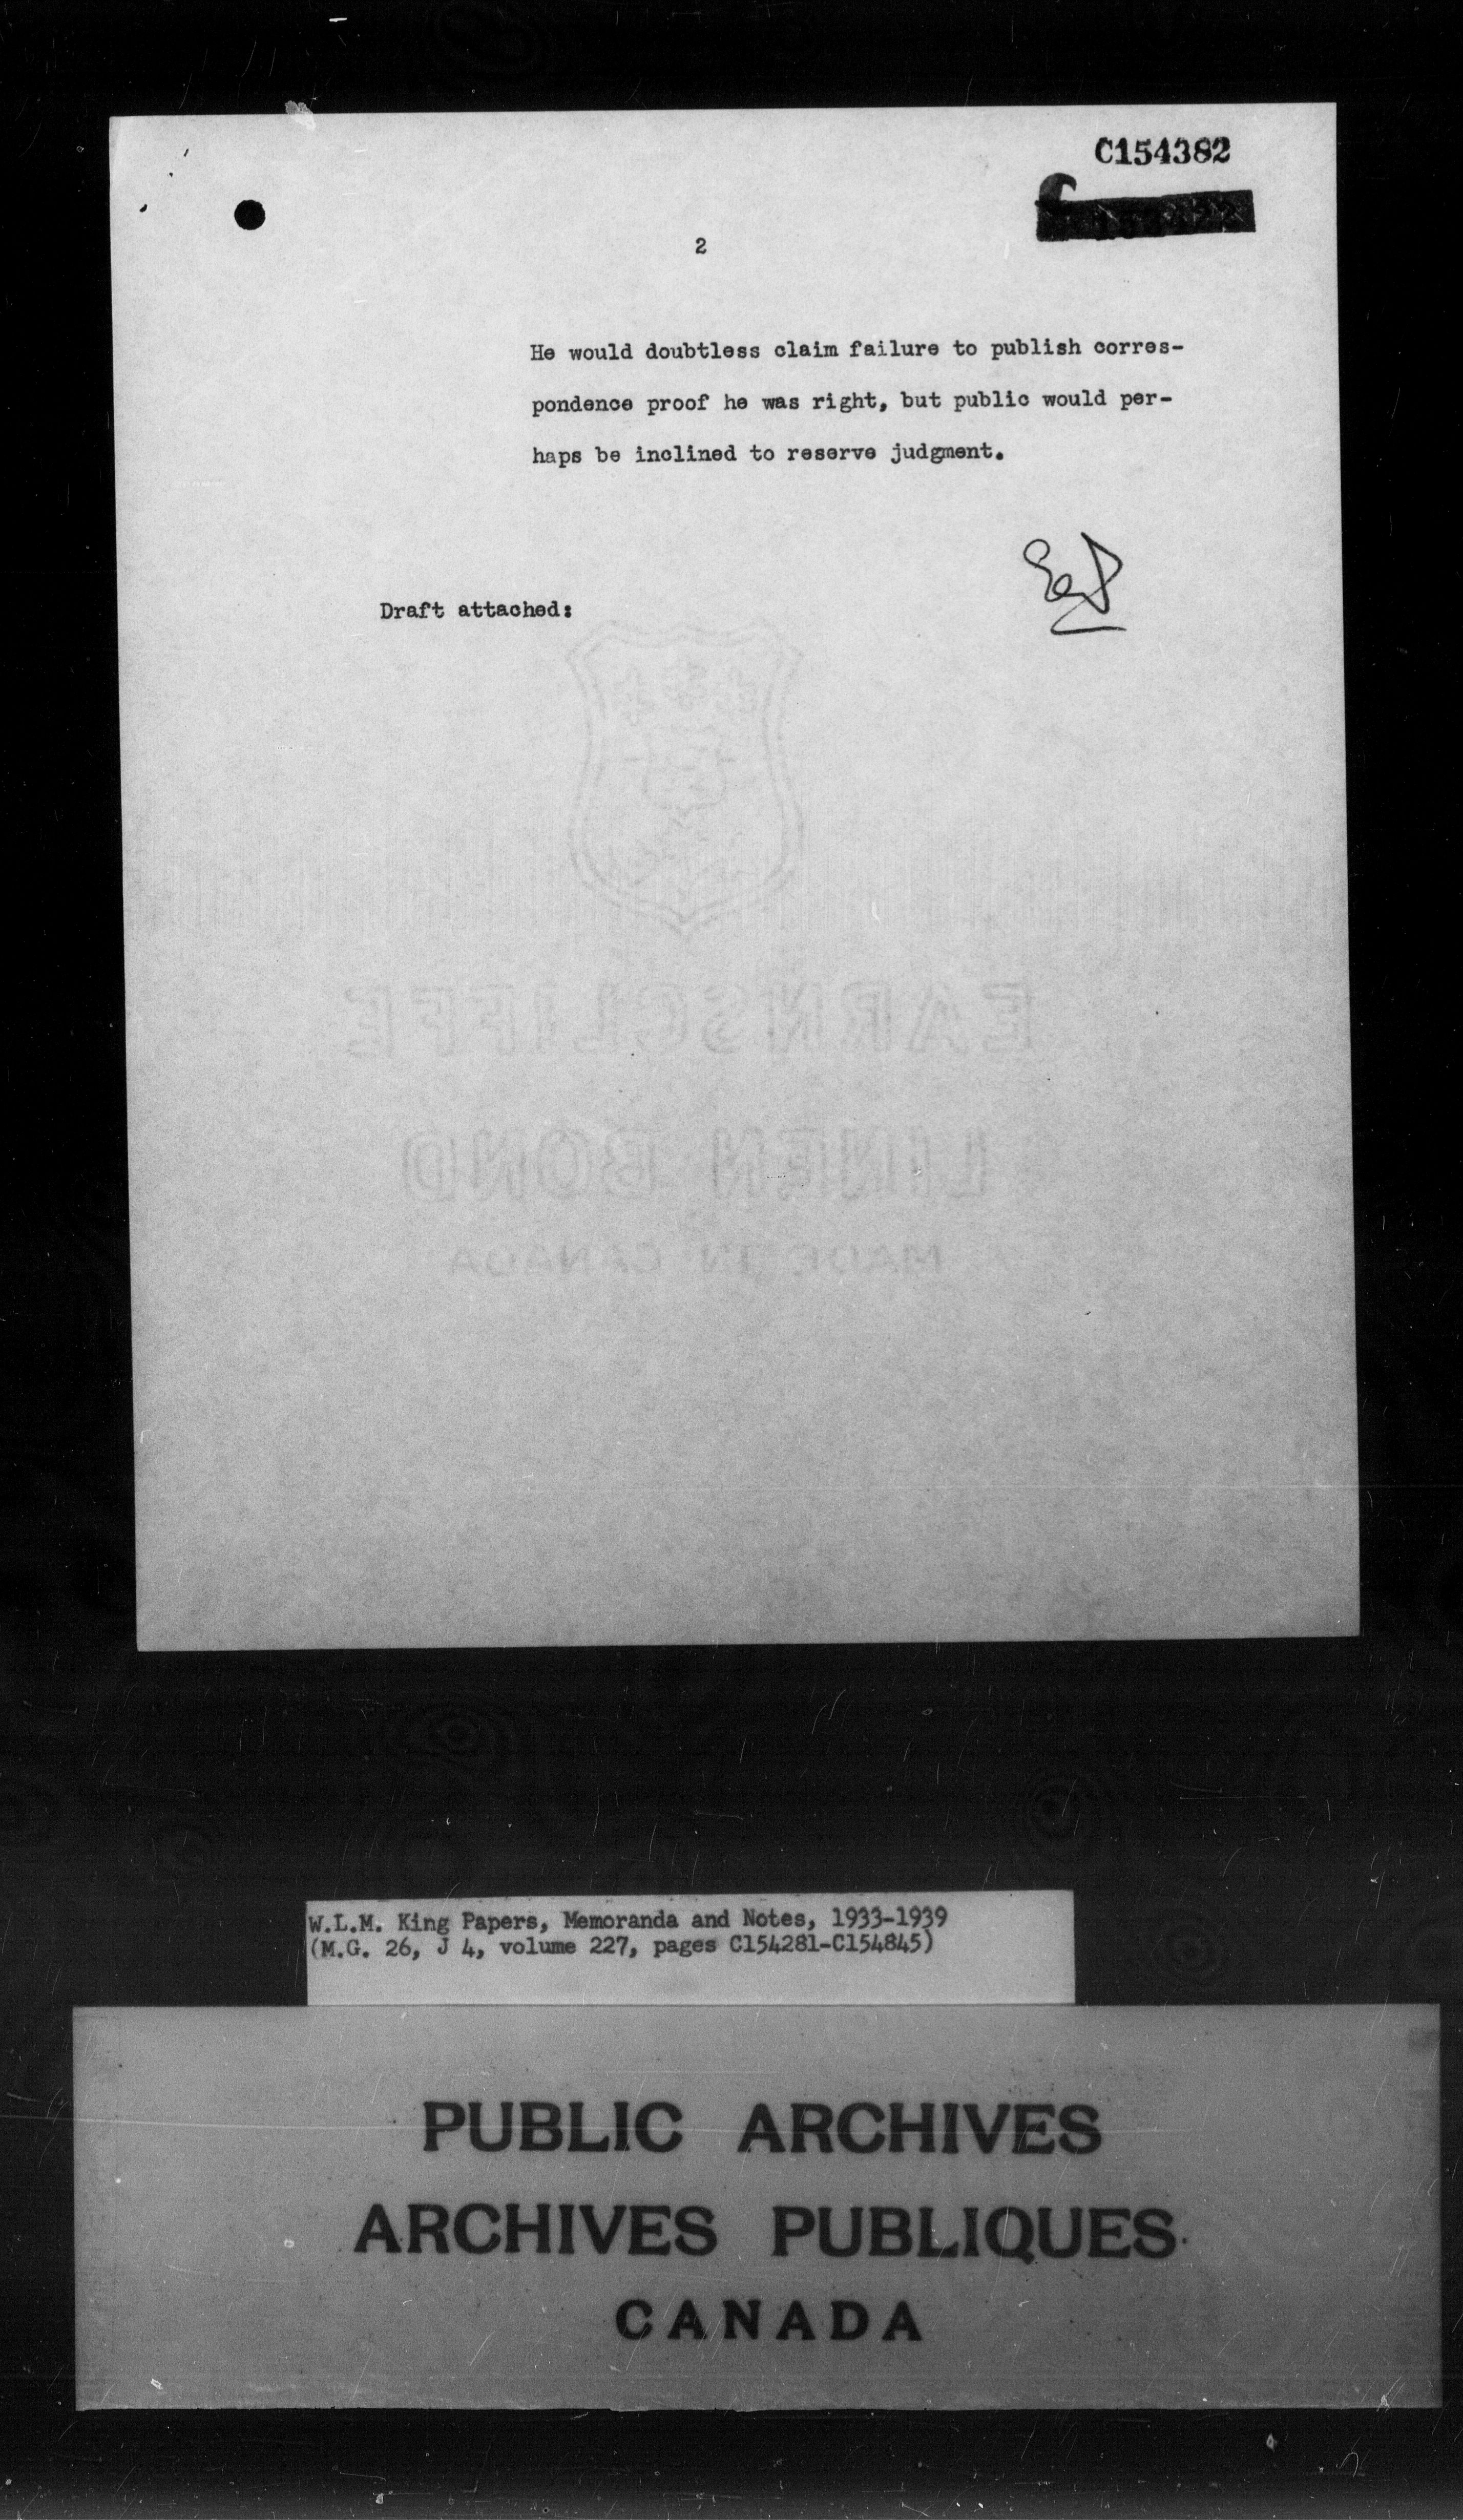 C154382
2
He would doubtless claim failure to publish corres-
pondence proof he was right, but public would per-
haps be inclined to reserve judgment.
Draft attached:
EARNSCLIFFE
LINEN BOND
MADE IN CANADA
W.L.M. King Papers, Memoranda and Notes, 1933-1939
(M.G. 26, J 4, volume 227, pages C154281-C154845)
PUBLIC ARCHIVES
ARCHIVES PUBLIQUES
CANADA